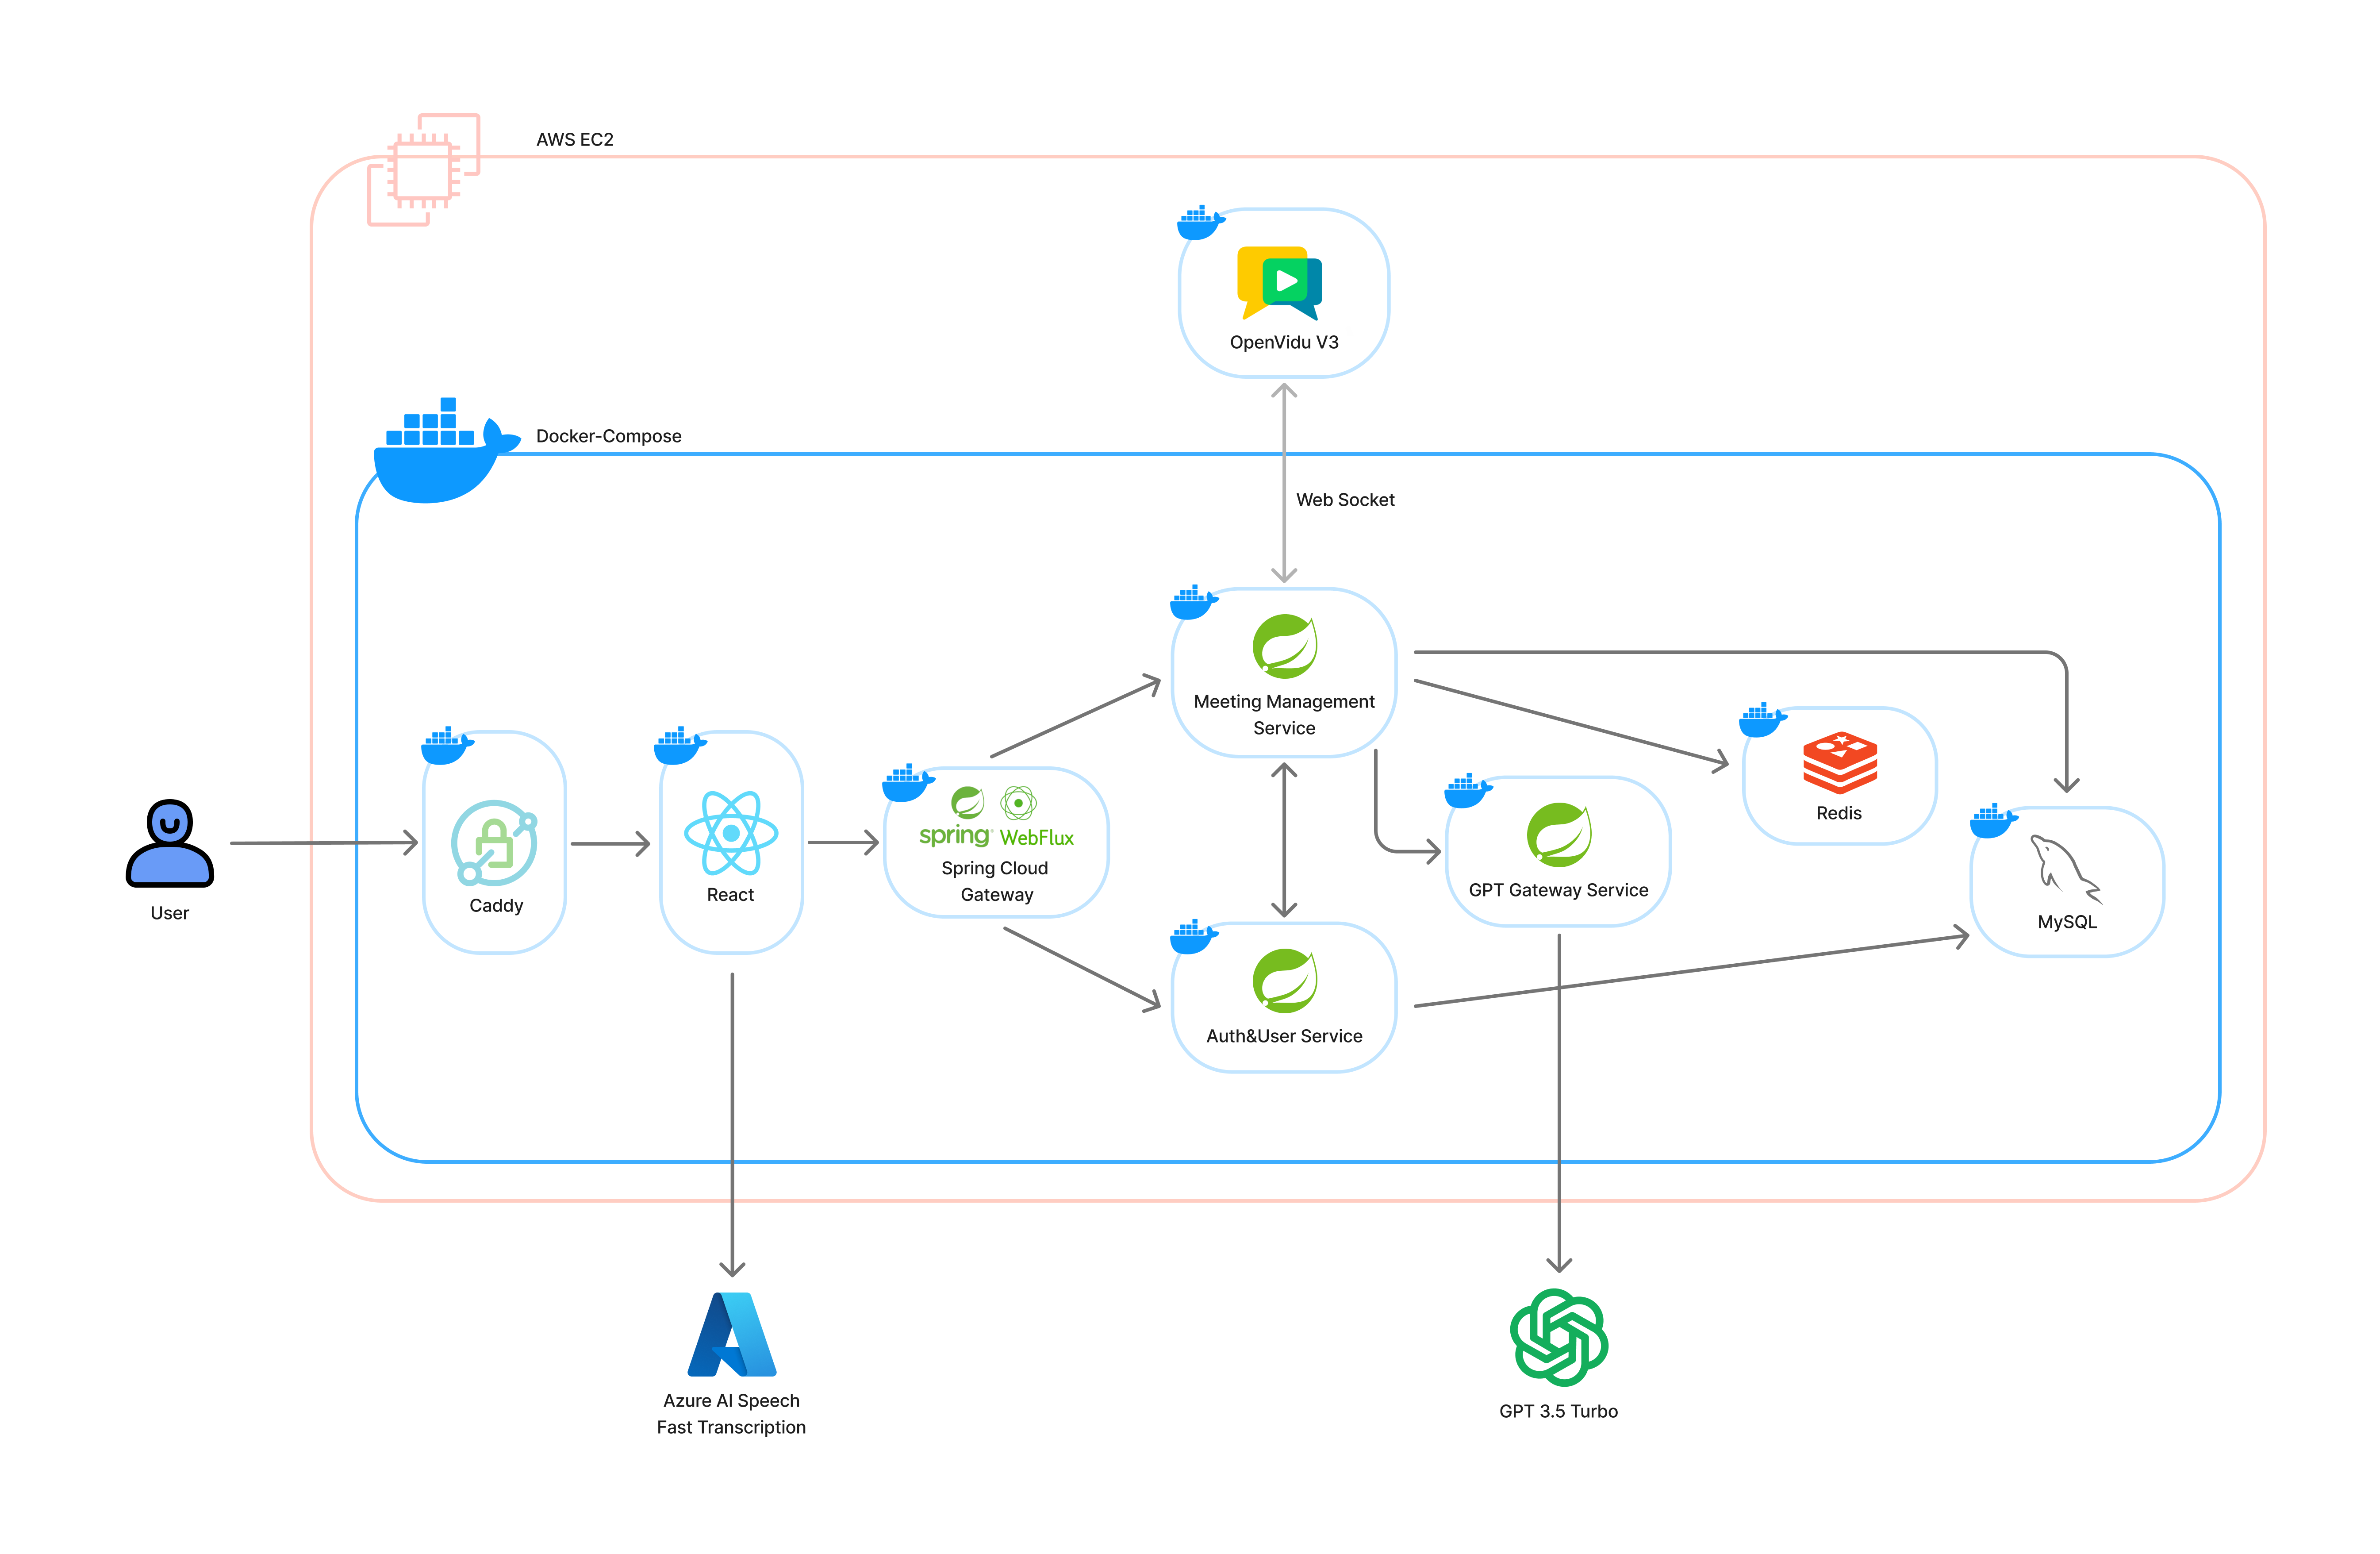 AWS EC2
OpenVidu V3
Docker-Compose
Web Socket
Meeting Management
Service
Redis
spring WebFlux
Spring Cloud
Gateway
GPT Gateway Service
React
Caddy
User
MySQL
Auth&User Service
Azure AI Speech
Fast Transcription
GPT 3.5 Turbo